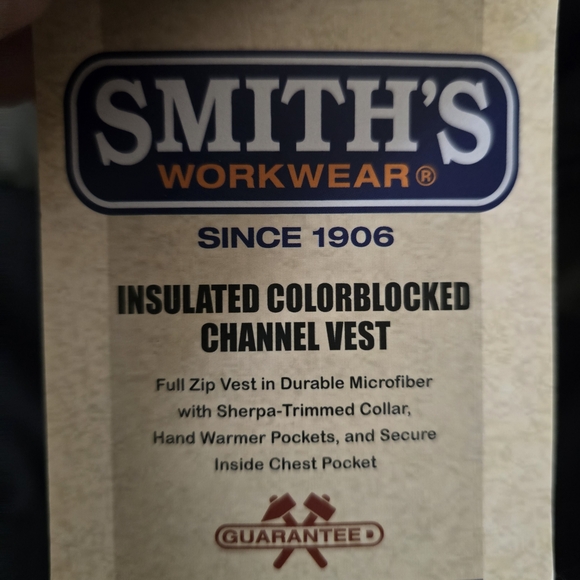 SMITH'S
WORKWEAR®
SINCE 1906
INSULATED COLORBLOCKED
CHANNEL VEST
Full Zip Vest in Durable Microfiber
with Sherpa-Trimmed Collar,
Hand Warmer Pockets, and Secure
Inside Chest Pocket
GUARANTEED